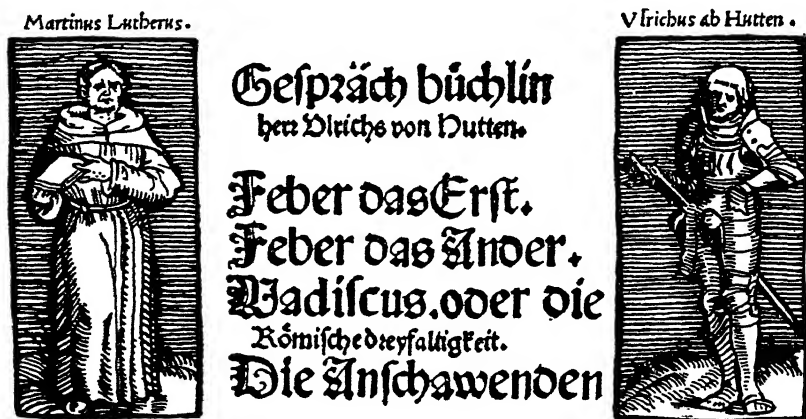 Martinus Lutherus.
Vlrichus ab Hutten.
Gespräch büchlin
herr Vlrichs von Hutten.
Feber das Erst.
Feber das Ander.
Wadiscus. oder die
Römische dreyfaltigkeit.
Die Anschawenden